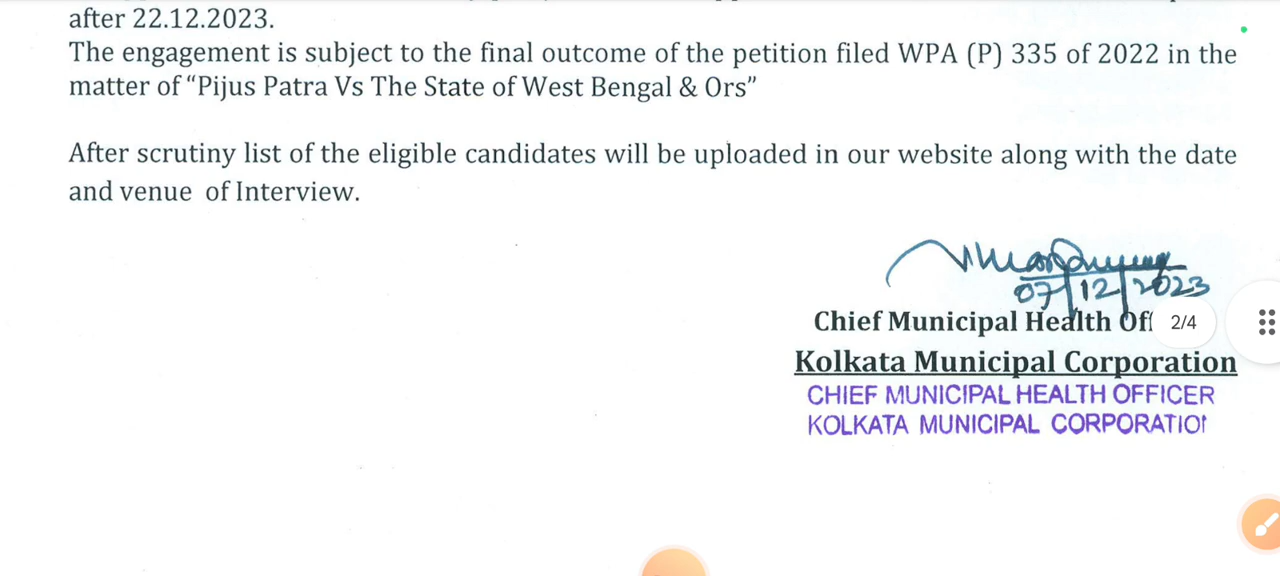 after 22.12.2023.
The engagement is subject to the final outcome of the petition filed WPA (P) 335 of 2022 in the
matter of “Pijus Patra Vs The State of West Bengal & Ors”
After scrutiny list of the eligible candidates will be uploaded in our website along with the date
and venue of Interview.
07/12/2023
Chief Municipal Health Off
2/4
Kolkata Municipal Corporation
CHIEF MUNICIPAL HEALTH OFFICER
KOLKATA MUNICIPAL CORPORATION